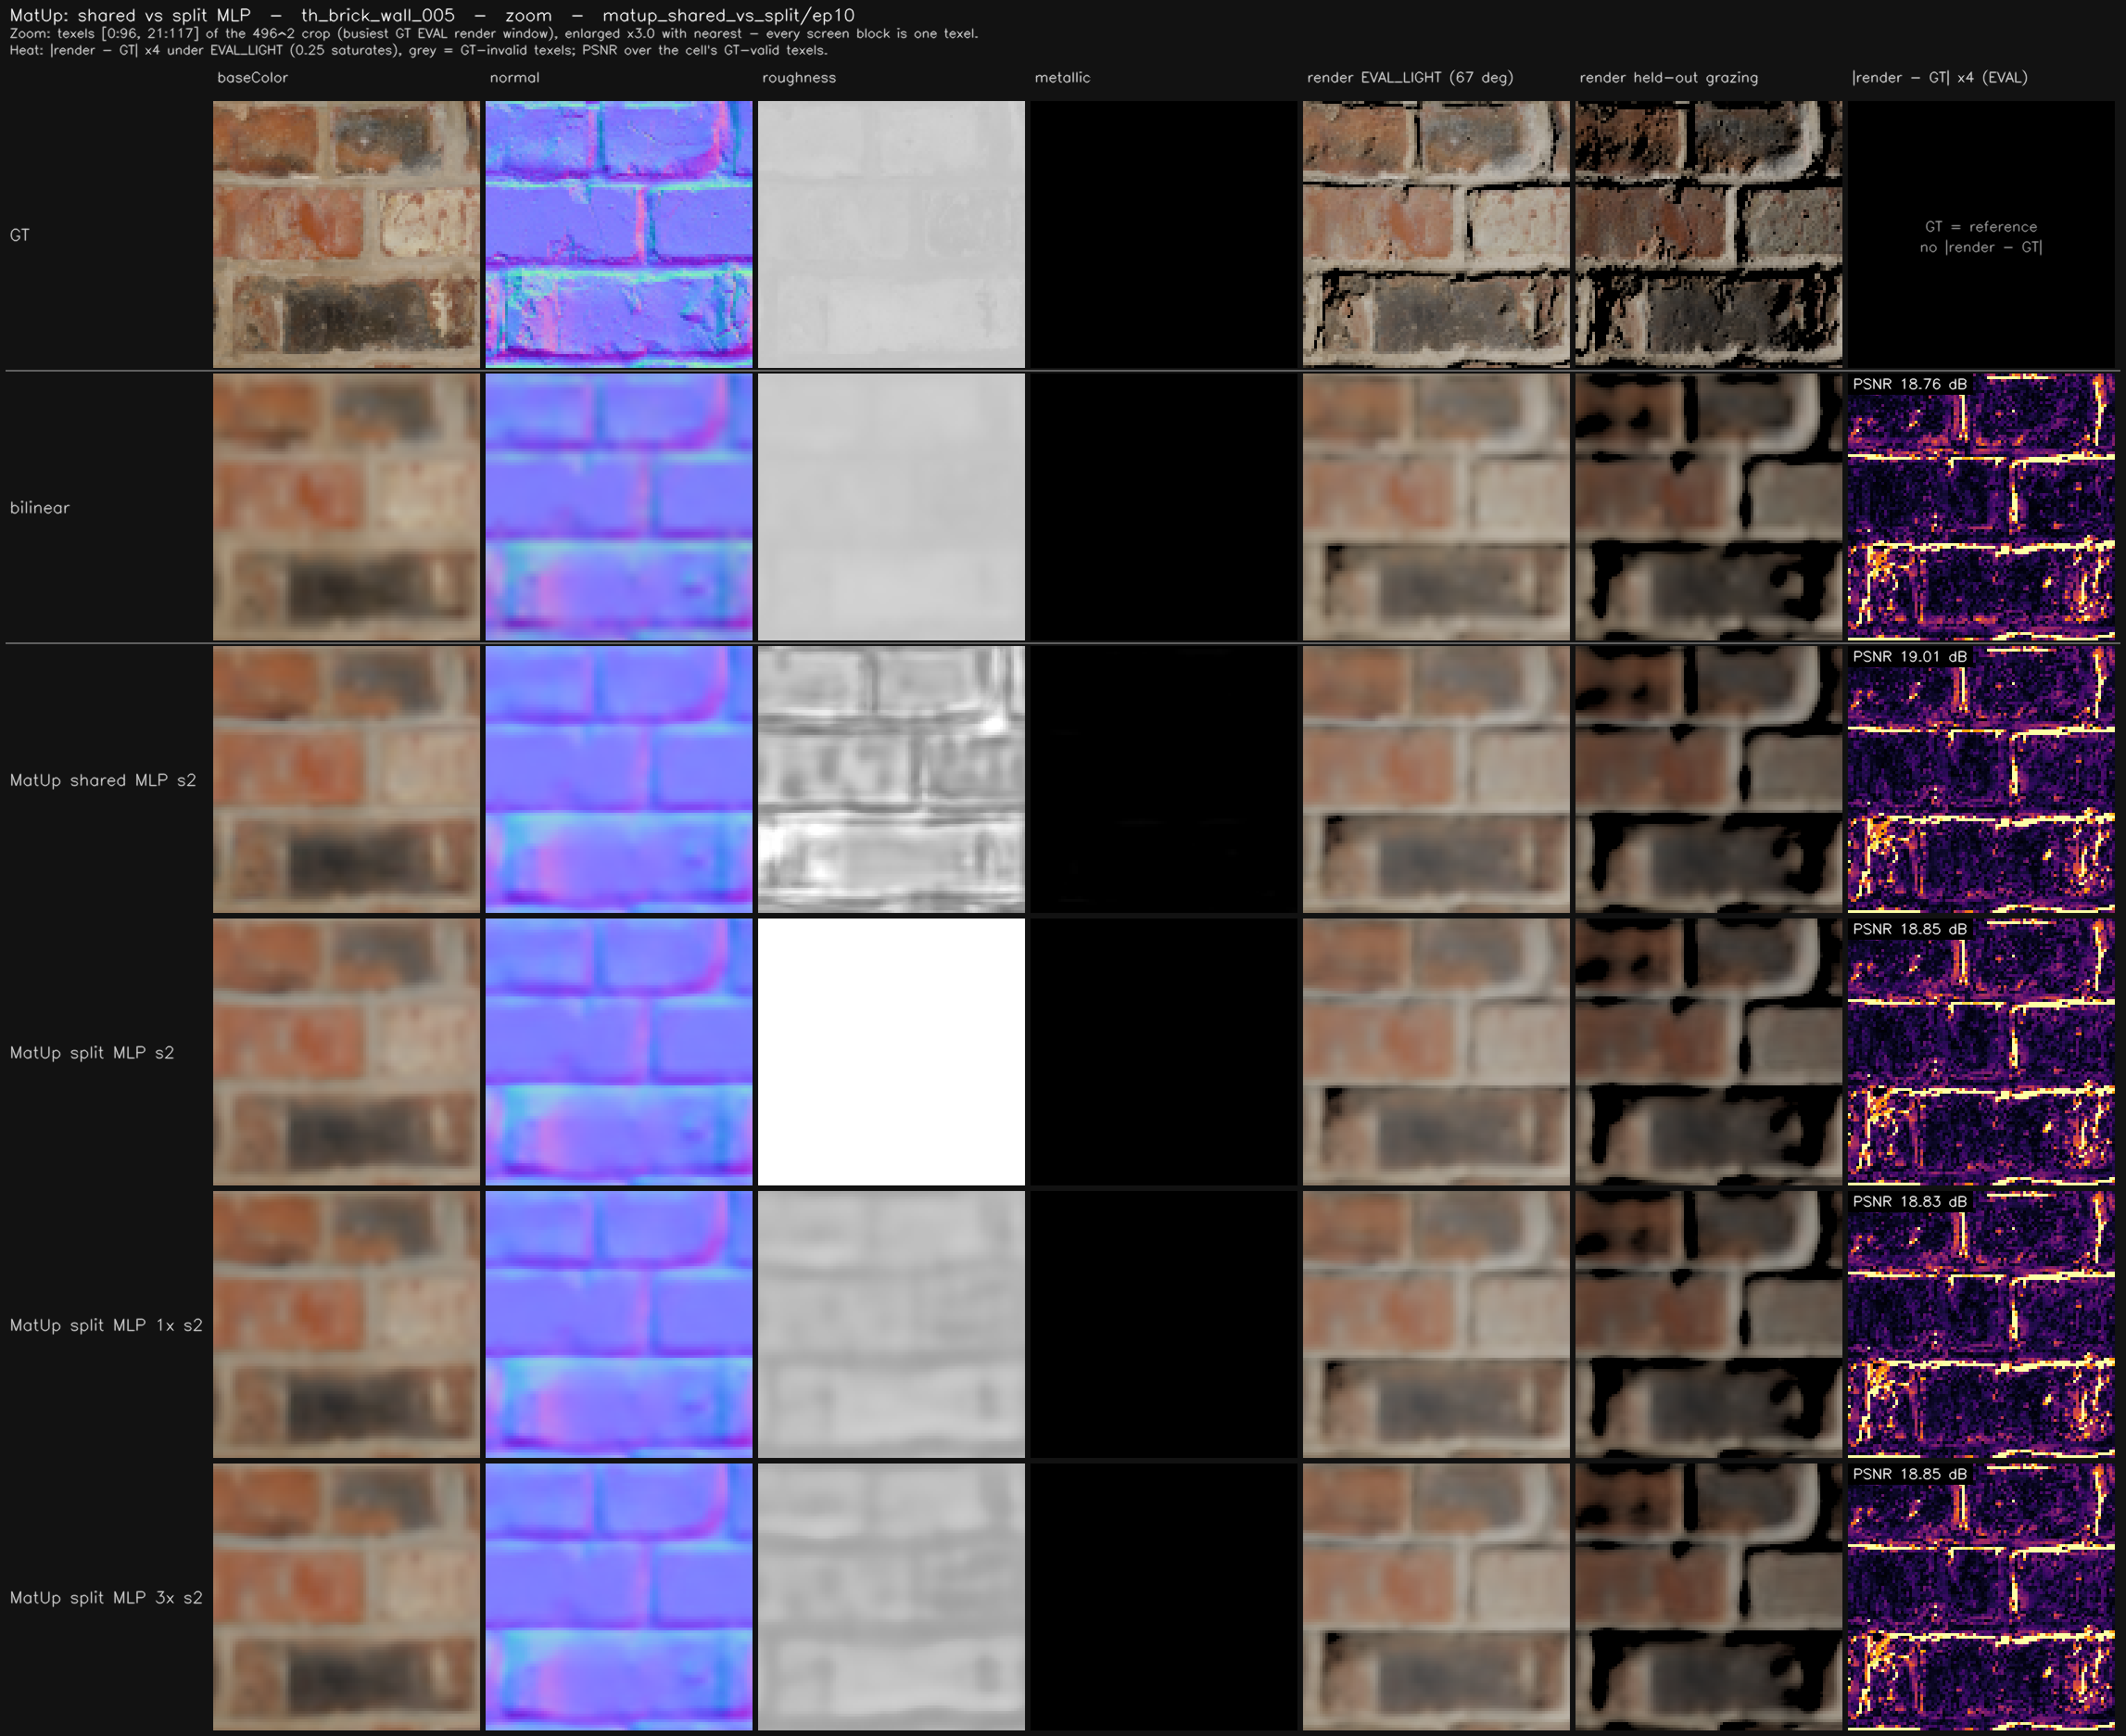 MatUp: shared vs split MLP – th_brick_wall_005 – zoom – matup_shared_vs_split/ep10
Zoom: texels [0:96, 21:117] of the 496^2 crop (busiest GT EVAL render window), enlarged x3.0 with nearest – every screen block is one texel.
Heat: |render – GT| x4 under EVAL_LIGHT (0.25 saturates), grey = GT-invalid texels; PSNR over the cell's GT-valid texels.
baseColor normal roughness metallic render EVAL_LIGHT (67 deg) render held-out grazing |render – GT| x4 (EVAL)
GT
GT = reference
no |render – GT|
bilinear
PSNR 18.76 dB
MatUp shared MLP s2
PSNR 19.01 dB
MatUp split MLP s2
PSNR 18.85 dB
MatUp split MLP 1x s2
PSNR 18.83 dB
MatUp split MLP 3x s2
PSNR 18.85 dB